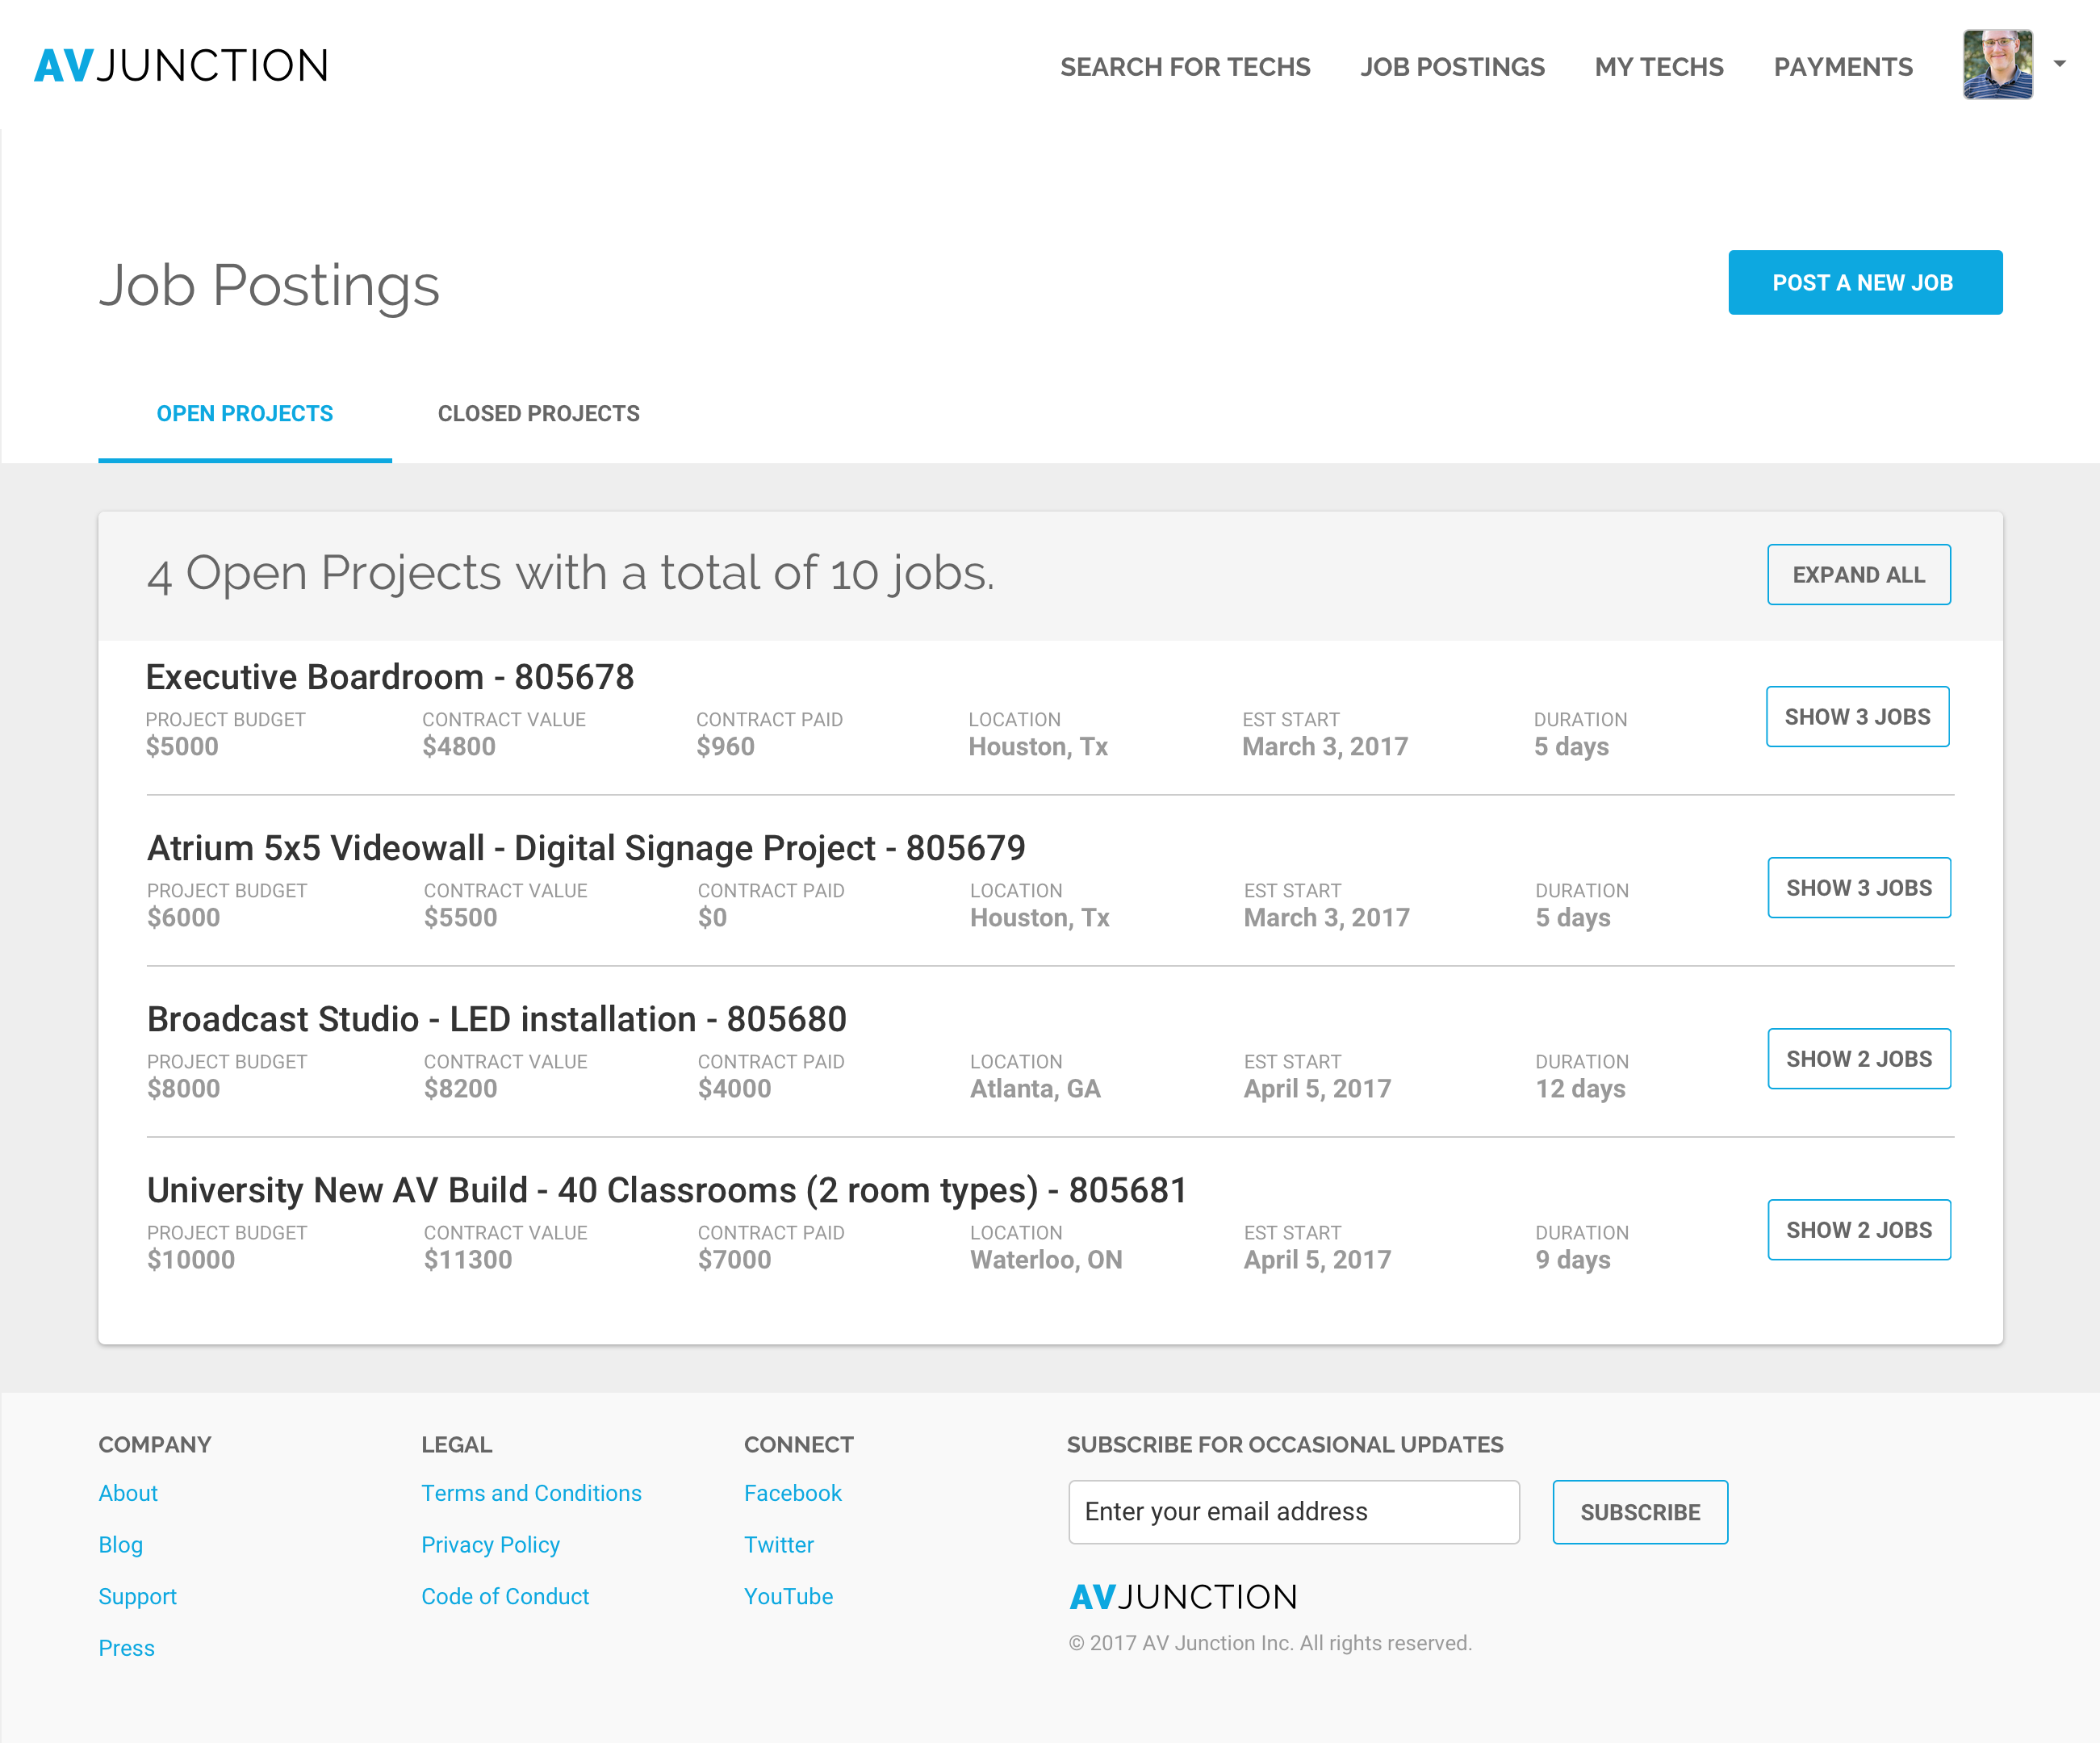 AVJUNCTION SEARCH FOR TECHS JOB POSTINGS MY TECHS PAYMENTS
Job Postings POST A NEW JOB
OPEN PROJECTS CLOSED PROJECTS
4 Open Projects with a total of 10 jobs. EXPAND ALL
Executive Boardroom - 805678
PROJECT BUDGET CONTRACT VALUE CONTRACT PAID LOCATION EST START DURATION SHOW 3 JOBS
$5000 $4800 $960 Houston, Tx March 3, 2017 5 days
Atrium 5x5 Videowall - Digital Signage Project - 805679
PROJECT BUDGET CONTRACT VALUE CONTRACT PAID LOCATION EST START DURATION SHOW 3 JOBS
$6000 $5500 $0 Houston, Tx March 3, 2017 5 days
Broadcast Studio - LED installation - 805680
PROJECT BUDGET CONTRACT VALUE CONTRACT PAID LOCATION EST START DURATION SHOW 2 JOBS
$8000 $8200 $4000 Atlanta, GA April 5, 2017 12 days
University New AV Build - 40 Classrooms (2 room types) - 805681
PROJECT BUDGET CONTRACT VALUE CONTRACT PAID LOCATION EST START DURATION SHOW 2 JOBS
$10000 $11300 $7000 Waterloo, ON April 5, 2017 9 days
COMPANY LEGAL CONNECT SUBSCRIBE FOR OCCASIONAL UPDATES
About Terms and Conditions Facebook Enter your email address SUBSCRIBE
Blog Privacy Policy Twitter
Support Code of Conduct YouTube AVJUNCTION
Press © 2017 AV Junction Inc. All rights reserved.